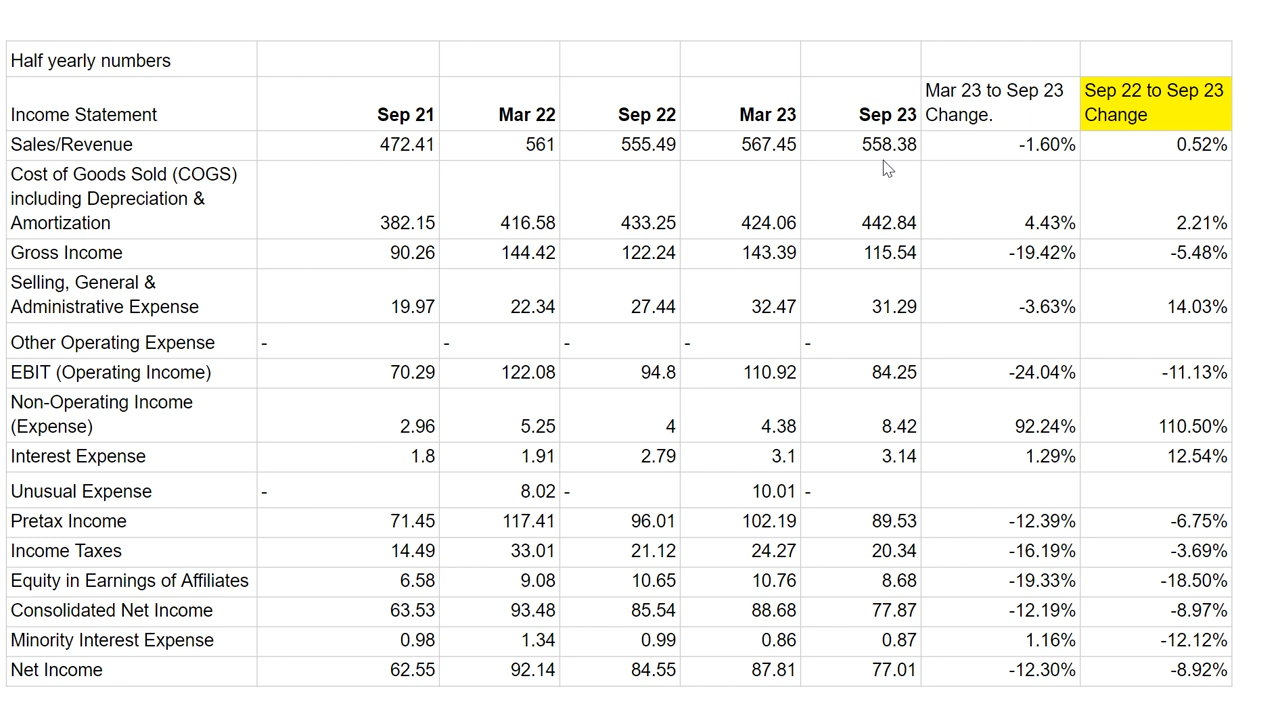 Half yearly numbers
Income Statement Sep 21 Mar 22 Sep 22 Mar 23 Sep 23 Mar 23 to Sep 23 Change. Sep 22 to Sep 23 Change
Sales/Revenue 472.41 561 555.49 567.45 558.38 -1.60% 0.52%
Cost of Goods Sold (COGS)
including Depreciation &
Amortization 382.15 416.58 433.25 424.06 442.84 4.43% 2.21%
Gross Income 90.26 144.42 122.24 143.39 115.54 -19.42% -5.48%
Selling, General &
Administrative Expense 19.97 22.34 27.44 32.47 31.29 -3.63% 14.03%
Other Operating Expense - - - - -
EBIT (Operating Income) 70.29 122.08 94.8 110.92 84.25 -24.04% -11.13%
Non-Operating Income
(Expense) 2.96 5.25 4 4.38 8.42 92.24% 110.50%
Interest Expense 1.8 1.91 2.79 3.1 3.14 1.29% 12.54%
Unusual Expense - 8.02 - 10.01 -
Pretax Income 71.45 117.41 96.01 102.19 89.53 -12.39% -6.75%
Income Taxes 14.49 33.01 21.12 24.27 20.34 -16.19% -3.69%
Equity in Earnings of Affiliates 6.58 9.08 10.65 10.76 8.68 -19.33% -18.50%
Consolidated Net Income 63.53 93.48 85.54 88.68 77.87 -12.19% -8.97%
Minority Interest Expense 0.98 1.34 0.99 0.86 0.87 1.16% -12.12%
Net Income 62.55 92.14 84.55 87.81 77.01 -12.30% -8.92%